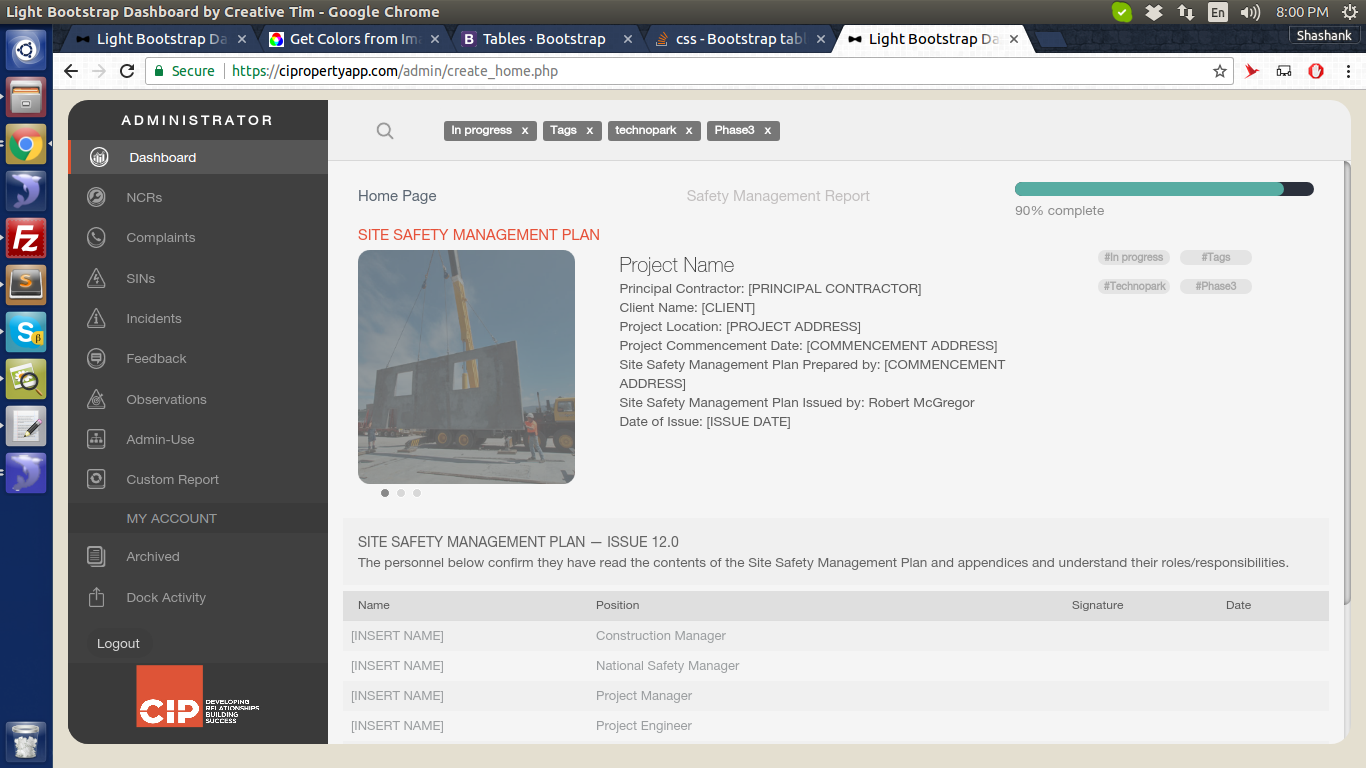 Light Bootstrap Dashboard by Creative Tim - Google Chrome
En
8:00 PM
Light Bootstrap Da
Get Colors from Ima
Tables · Bootstrap
css - Bootstrap tabl
Light Bootstrap Da
Shashank
Secure
https://cipropertyapp.com/admin/create_home.php
ADMINISTRATOR
Dashboard
NCRs
Complaints
SINs
Incidents
Feedback
Observations
Admin-Use
Custom Report
MY ACCOUNT
Archived
Dock Activity
Logout
CIP
DEVELOPING
RELATIONSHIPS
BUILDING
SUCCESS
In progress x
Tags x
technopark x
Phase3 x
Home Page
Safety Management Report
90% complete
SITE SAFETY MANAGEMENT PLAN
Project Name
Principal Contractor: [PRINCIPAL CONTRACTOR]
Client Name: [CLIENT]
Project Location: [PROJECT ADDRESS]
Project Commencement Date: [COMMENCEMENT ADDRESS]
Site Safety Management Plan Prepared by: [COMMENCEMENT
ADDRESS]
Site Safety Management Plan Issued by: Robert McGregor
Date of Issue: [ISSUE DATE]
#In progress
#Tags
#Technopark
#Phase3
SITE SAFETY MANAGEMENT PLAN — ISSUE 12.0
The personnel below confirm they have read the contents of the Site Safety Management Plan and appendices and understand their roles/responsibilities.
Name Position Signature Date
[INSERT NAME] Construction Manager
[INSERT NAME] National Safety Manager
[INSERT NAME] Project Manager
[INSERT NAME] Project Engineer